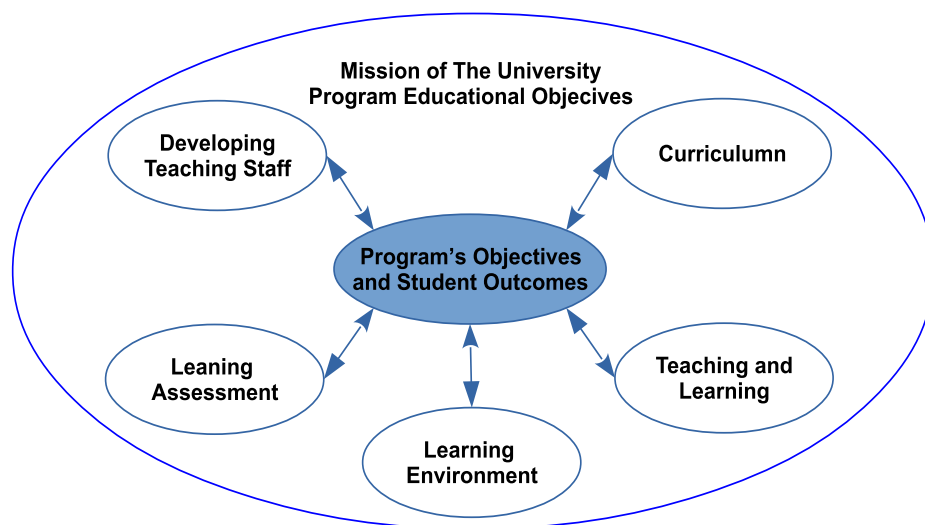 Mission of The University
Program Educational Objecives
Developing
Teaching Staff
Curriculumn
Program's Objectives
and Student Outcomes
Leaning
Assessment
Teaching and
Learning
Learning
Environment